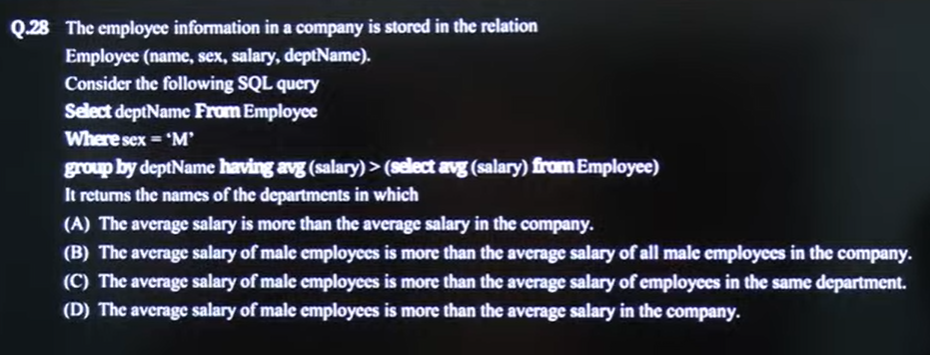 Q.28 The employee information in a company is stored in the relation
Employee (name, sex, salary, deptName).
Consider the following SQL query
Select deptName From Employee
Where sex = ‘M’
group by deptName having avg (salary) > (select avg (salary) from Employee)
It returns the names of the departments in which
(A) The average salary is more than the average salary in the company.
(B) The average salary of male employees is more than the average salary of all male employees in the company.
(C) The average salary of male employees is more than the average salary of employees in the same department.
(D) The average salary of male employees is more than the average salary in the company.